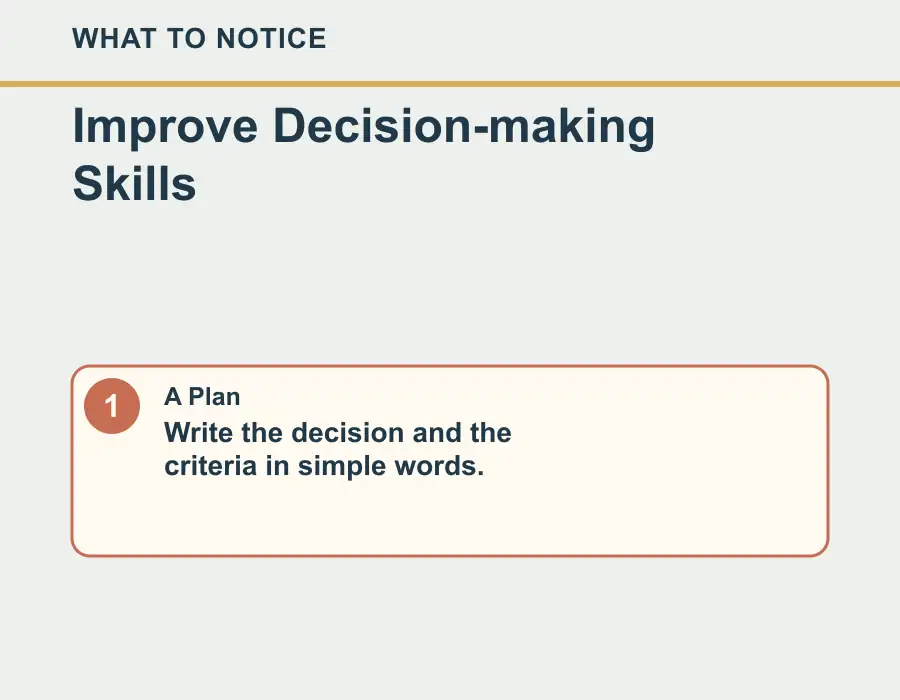 WHAT TO NOTICE
Improve Decision-making
Skills
1
A Plan
Write the decision and the
criteria in simple words.